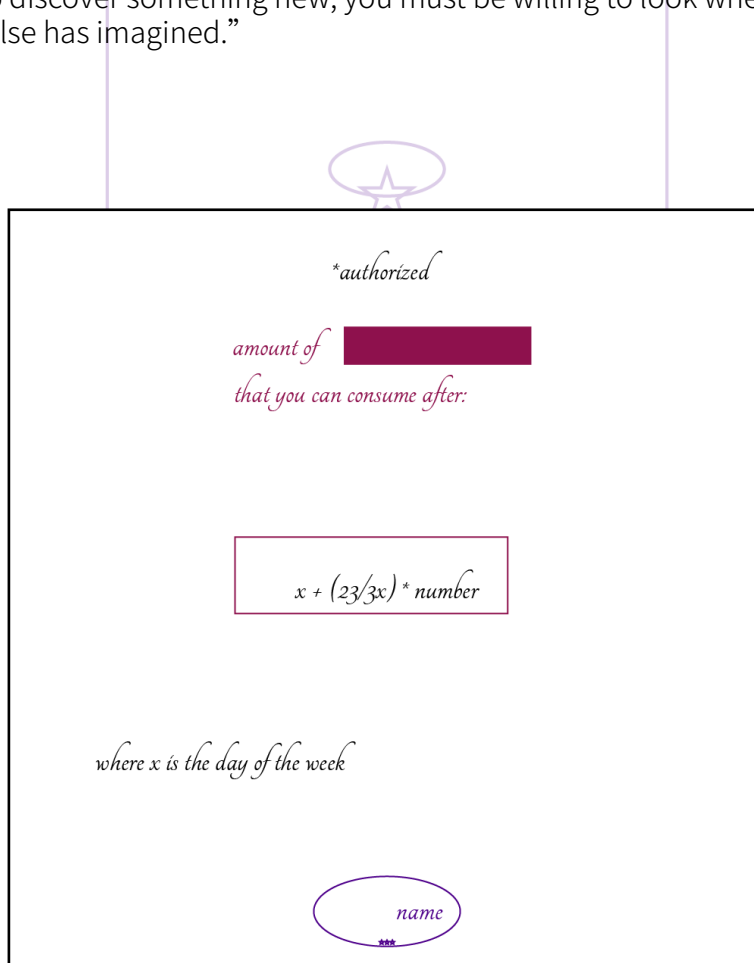 discover something new, you must be willing to look whe
lse has imagined.”
*authorized
amount of
that you can consume after:
x + (23/3x) * number
where x is the day of the week
name